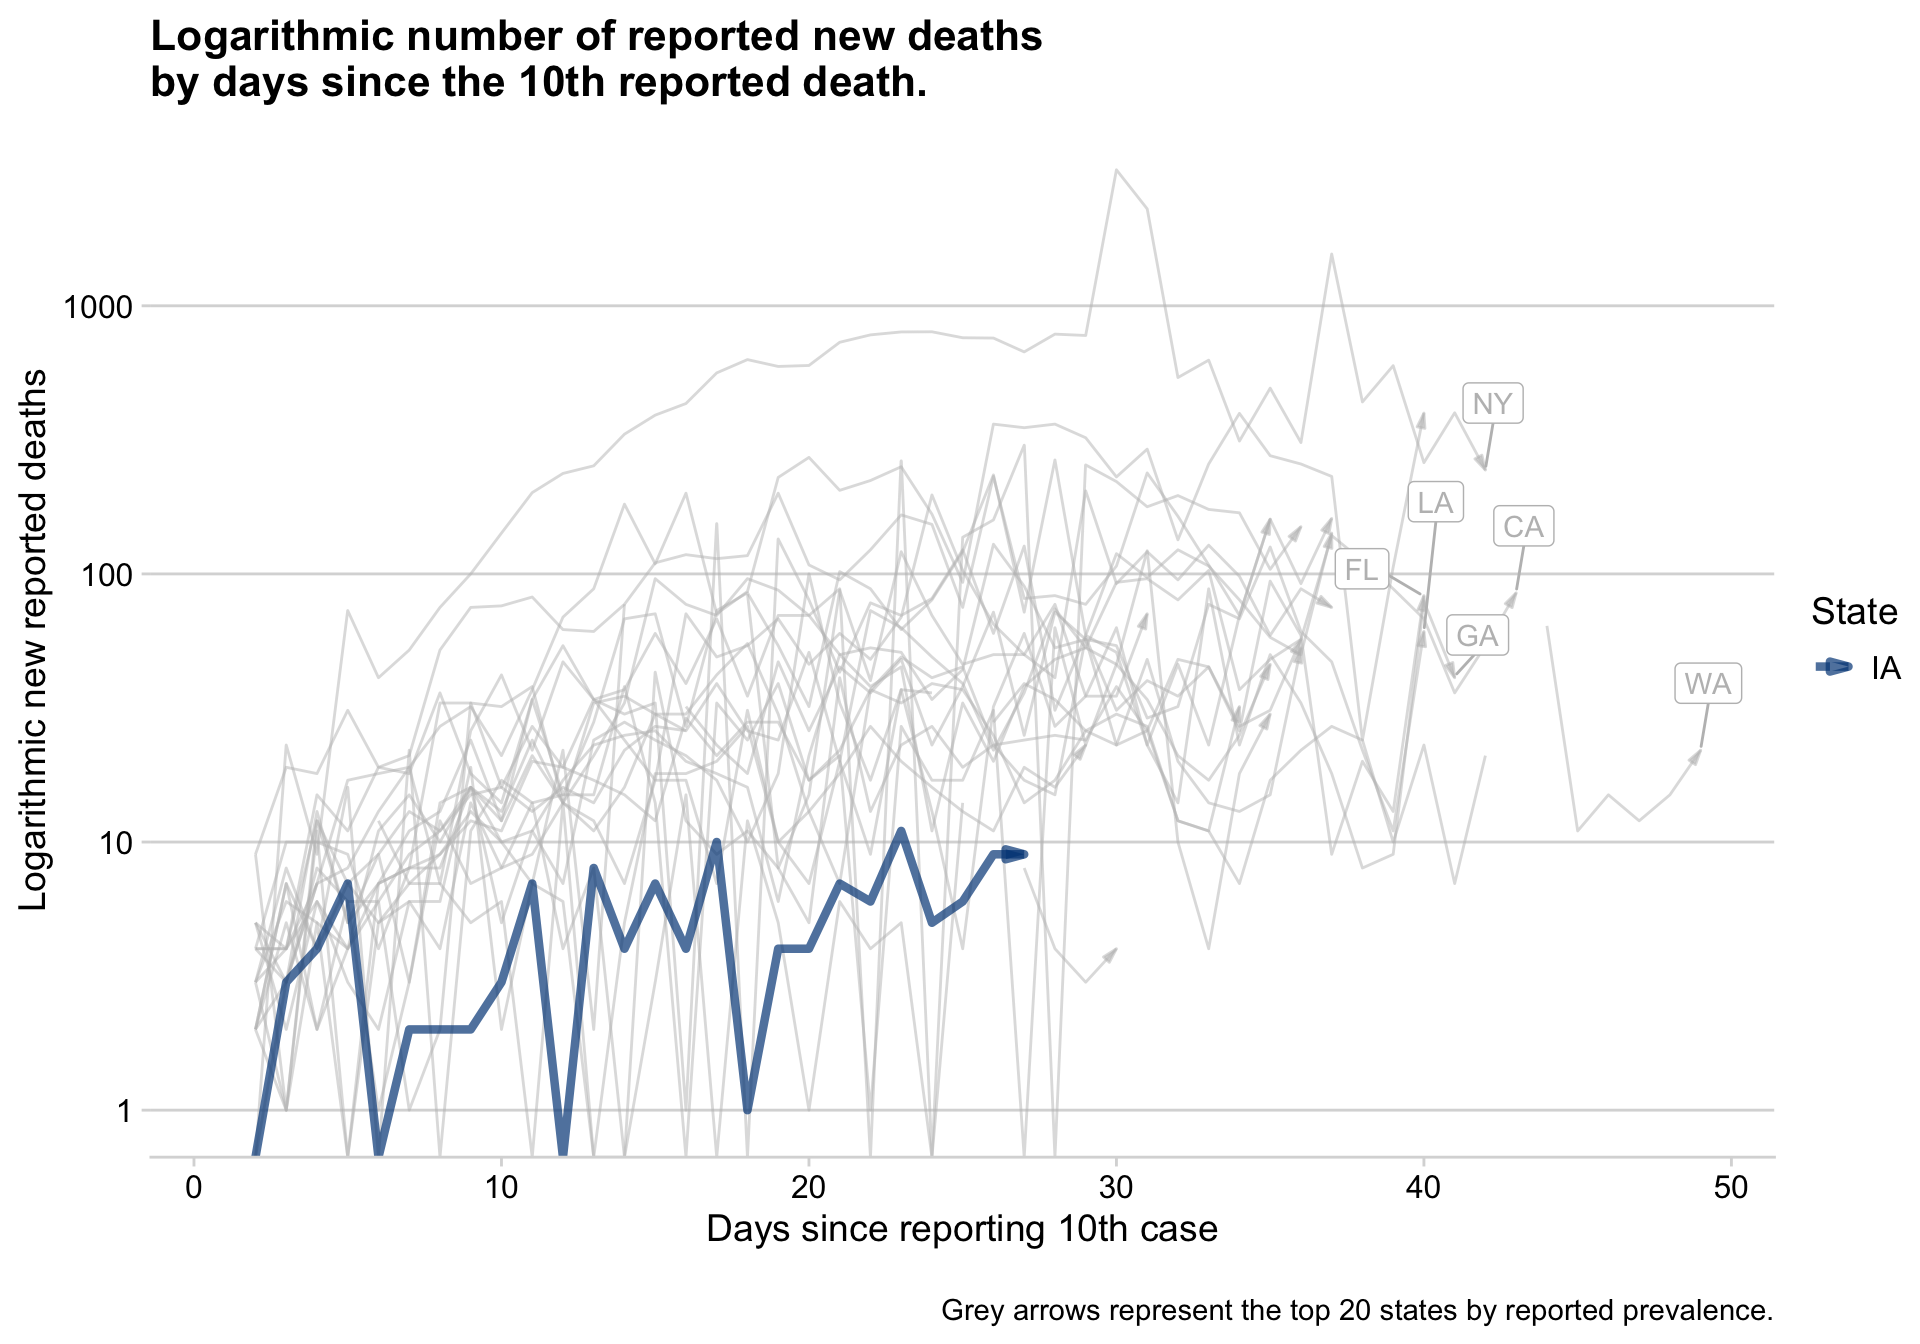 Logarithmic number of reported new deaths
by days since the 10th reported death.
Logarithmic new reported deaths
1000
100
10
1
NY
LA
CA
FL
GA
WA
State
IA
0
10
20
30
40
50
Days since reporting 10th case
Grey arrows represent the top 20 states by reported prevalence.